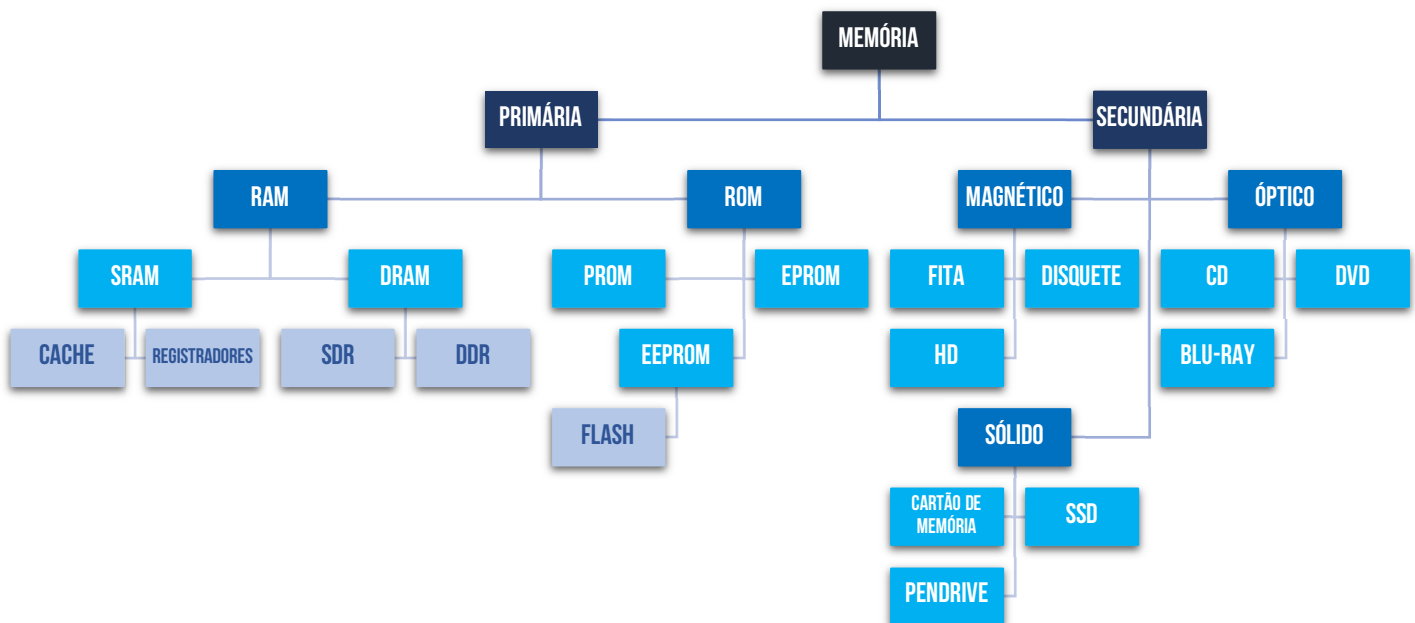 MEMÓRIA
PRIMÁRIA
SECUNDÁRIA
RAM
ROM
MAGNÉTICO
ÓPTICO
SRAM
DRAM
PROM
EPROM
FITA
DISQUETE
CD
DVD
CACHE
REGISTRADORES
SDR
DDR
EEPROM
HD
BLU-RAY
FLASH
SÓLIDO
CARTÃO DE
MEMÓRIA
SSD
PENDRIVE